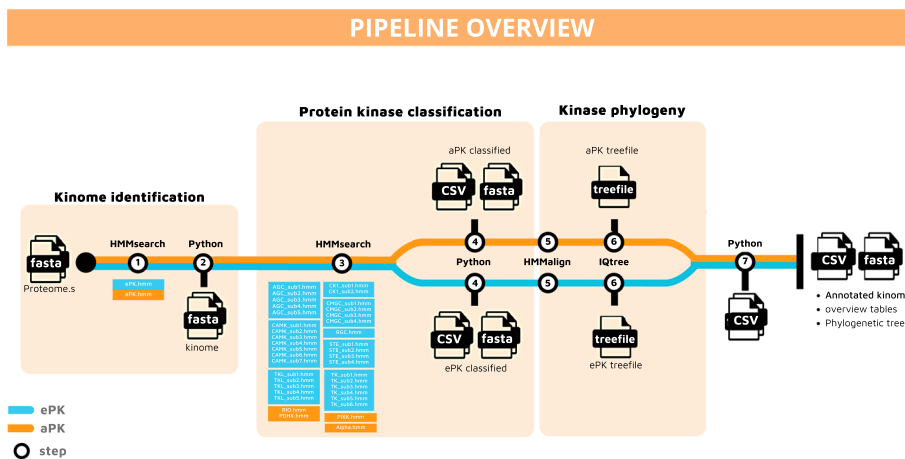 PIPELINE OVERVIEW
Protein kinase classification
Kinase phylogeny
Kinome identification
aPK classified
aPK treefile
CSV
fasta
treefile
HMMsearch
Python
HMMsearch
4
5
6
Python
fasta
1
2
3
Python
HMMalign
IQtree
7
CSV
fasta
Proteome.s
ePK.hmm
aPK.hmm
4
5
6
fasta
kinome
CSV
fasta
treefile
CSV
ePK classified
ePK treefile
• Annotated kinom
• overview tables
• Phylogenetic tree
AGC_sub1.hmm
AGC_sub2.hmm
AGC_sub3.hmm
AGC_sub4.hmm
AGC_sub5.hmm
CAMK_sub1.hmm
CAMK_sub2.hmm
CAMK_sub3.hmm
CAMK_sub4.hmm
CAMK_sub5.hmm
CAMK_sub6.hmm
CAMK_sub7.hmm
TKL_sub1.hmm
TKL_sub2.hmm
TKL_sub3.hmm
TKL_sub4.hmm
TKL_sub5.hmm
RIO.hmm
PDHK.hmm
CK1_sub1.hmm
CK1_sub2.hmm
CMGC_sub1.hmm
CMGC_sub2.hmm
CMGC_sub3.hmm
CMGC_sub4.hmm
RGC.hmm
STE_sub1.hmm
STE_sub2.hmm
STE_sub3.hmm
STE_sub4.hmm
TK_sub1.hmm
TK_sub2.hmm
TK_sub3.hmm
TK_sub4.hmm
TK_sub5.hmm
TK_sub6.hmm
PIKK.hmm
Alpha.hmm
ePK
aPK
step